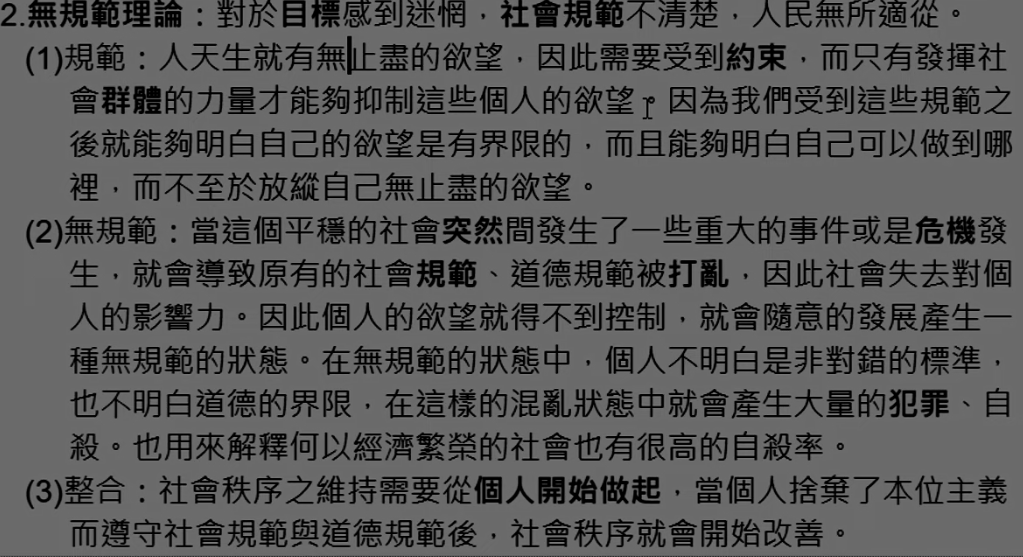 2.無規範理論：對於目標感到迷惘，社會規範不清楚，人民無所適從。
(1)規範：人天生就有無止盡的欲望，因此需要受到約束，而只有發揮社
會群體的力量才能夠抑制這些個人的欲望。因為我們受到這些規範之
後就能夠明白自己的欲望是有界限的，而且能夠明白自己可以做到哪
裡，而不至於放縱自己無止盡的欲望。
(2)無規範：當這個平穩的社會突然間發生了一些重大的事件或是危機發
生，就會導致原有的社會規範、道德規範被打亂，因此社會失去對個
人的影響力。因此個人的欲望就得不到控制，就會隨意的發展產生一
種無規範的狀態。在無規範的狀態中，個人不明白是非對錯的標準，
也不明白道德的界限，在這樣的混亂狀態中就會產生大量的犯罪、自
殺。也用來解釋何以經濟繁榮的社會也有很高的自殺率。
(3)整合：社會秩序之維持需要從個人開始做起，當個人捨棄了本位主義
而遵守社會規範與道德規範後，社會秩序就會開始改善。